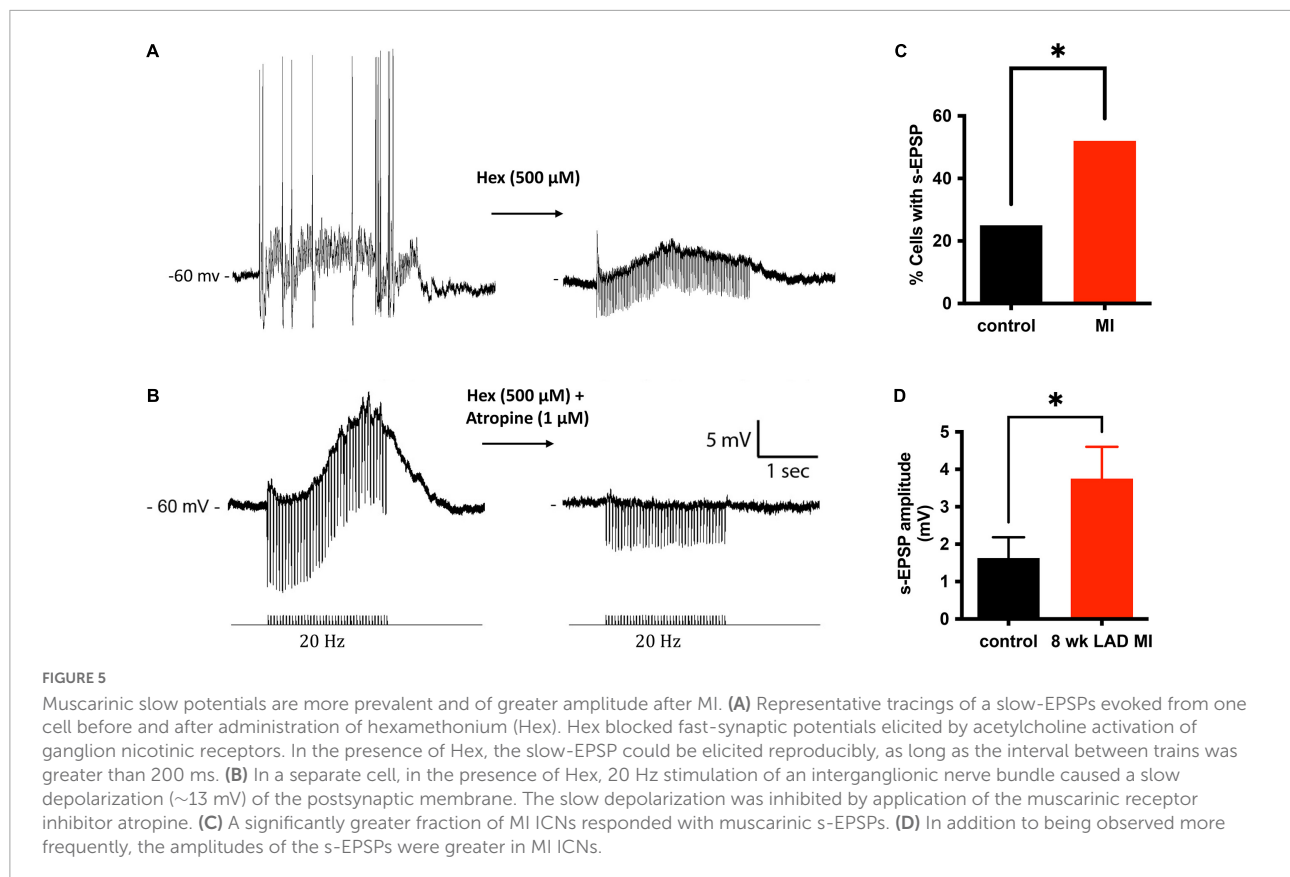 A
-60 mv -
Hex (500 µM)
-
C
*
% Cells with s-EPSP
60
40
20
0
control
MI
B
- 60 mV -
Hex (500 µM) +
Atropine (1 µM)
-
5 mV
1 sec
20 Hz
20 Hz
D
*
s-EPSP amplitude
(mV)
5
4
3
2
1
0
control
8 wk LAD MI
FIGURE 5
Muscarinic slow potentials are more prevalent and of greater amplitude after MI. (A) Representative tracings of a slow-EPSPs evoked from one
cell before and after administration of hexamethonium (Hex). Hex blocked fast-synaptic potentials elicited by acetylcholine activation of
ganglion nicotinic receptors. In the presence of Hex, the slow-EPSP could be elicited reproducibly, as long as the interval between trains was
greater than 200 ms. (B) In a separate cell, in the presence of Hex, 20 Hz stimulation of an interganglionic nerve bundle caused a slow
depolarization (∼13 mV) of the postsynaptic membrane. The slow depolarization was inhibited by application of the muscarinic receptor
inhibitor atropine. (C) A significantly greater fraction of MI ICNs responded with muscarinic s-EPSPs. (D) In addition to being observed more
frequently, the amplitudes of the s-EPSPs were greater in MI ICNs.